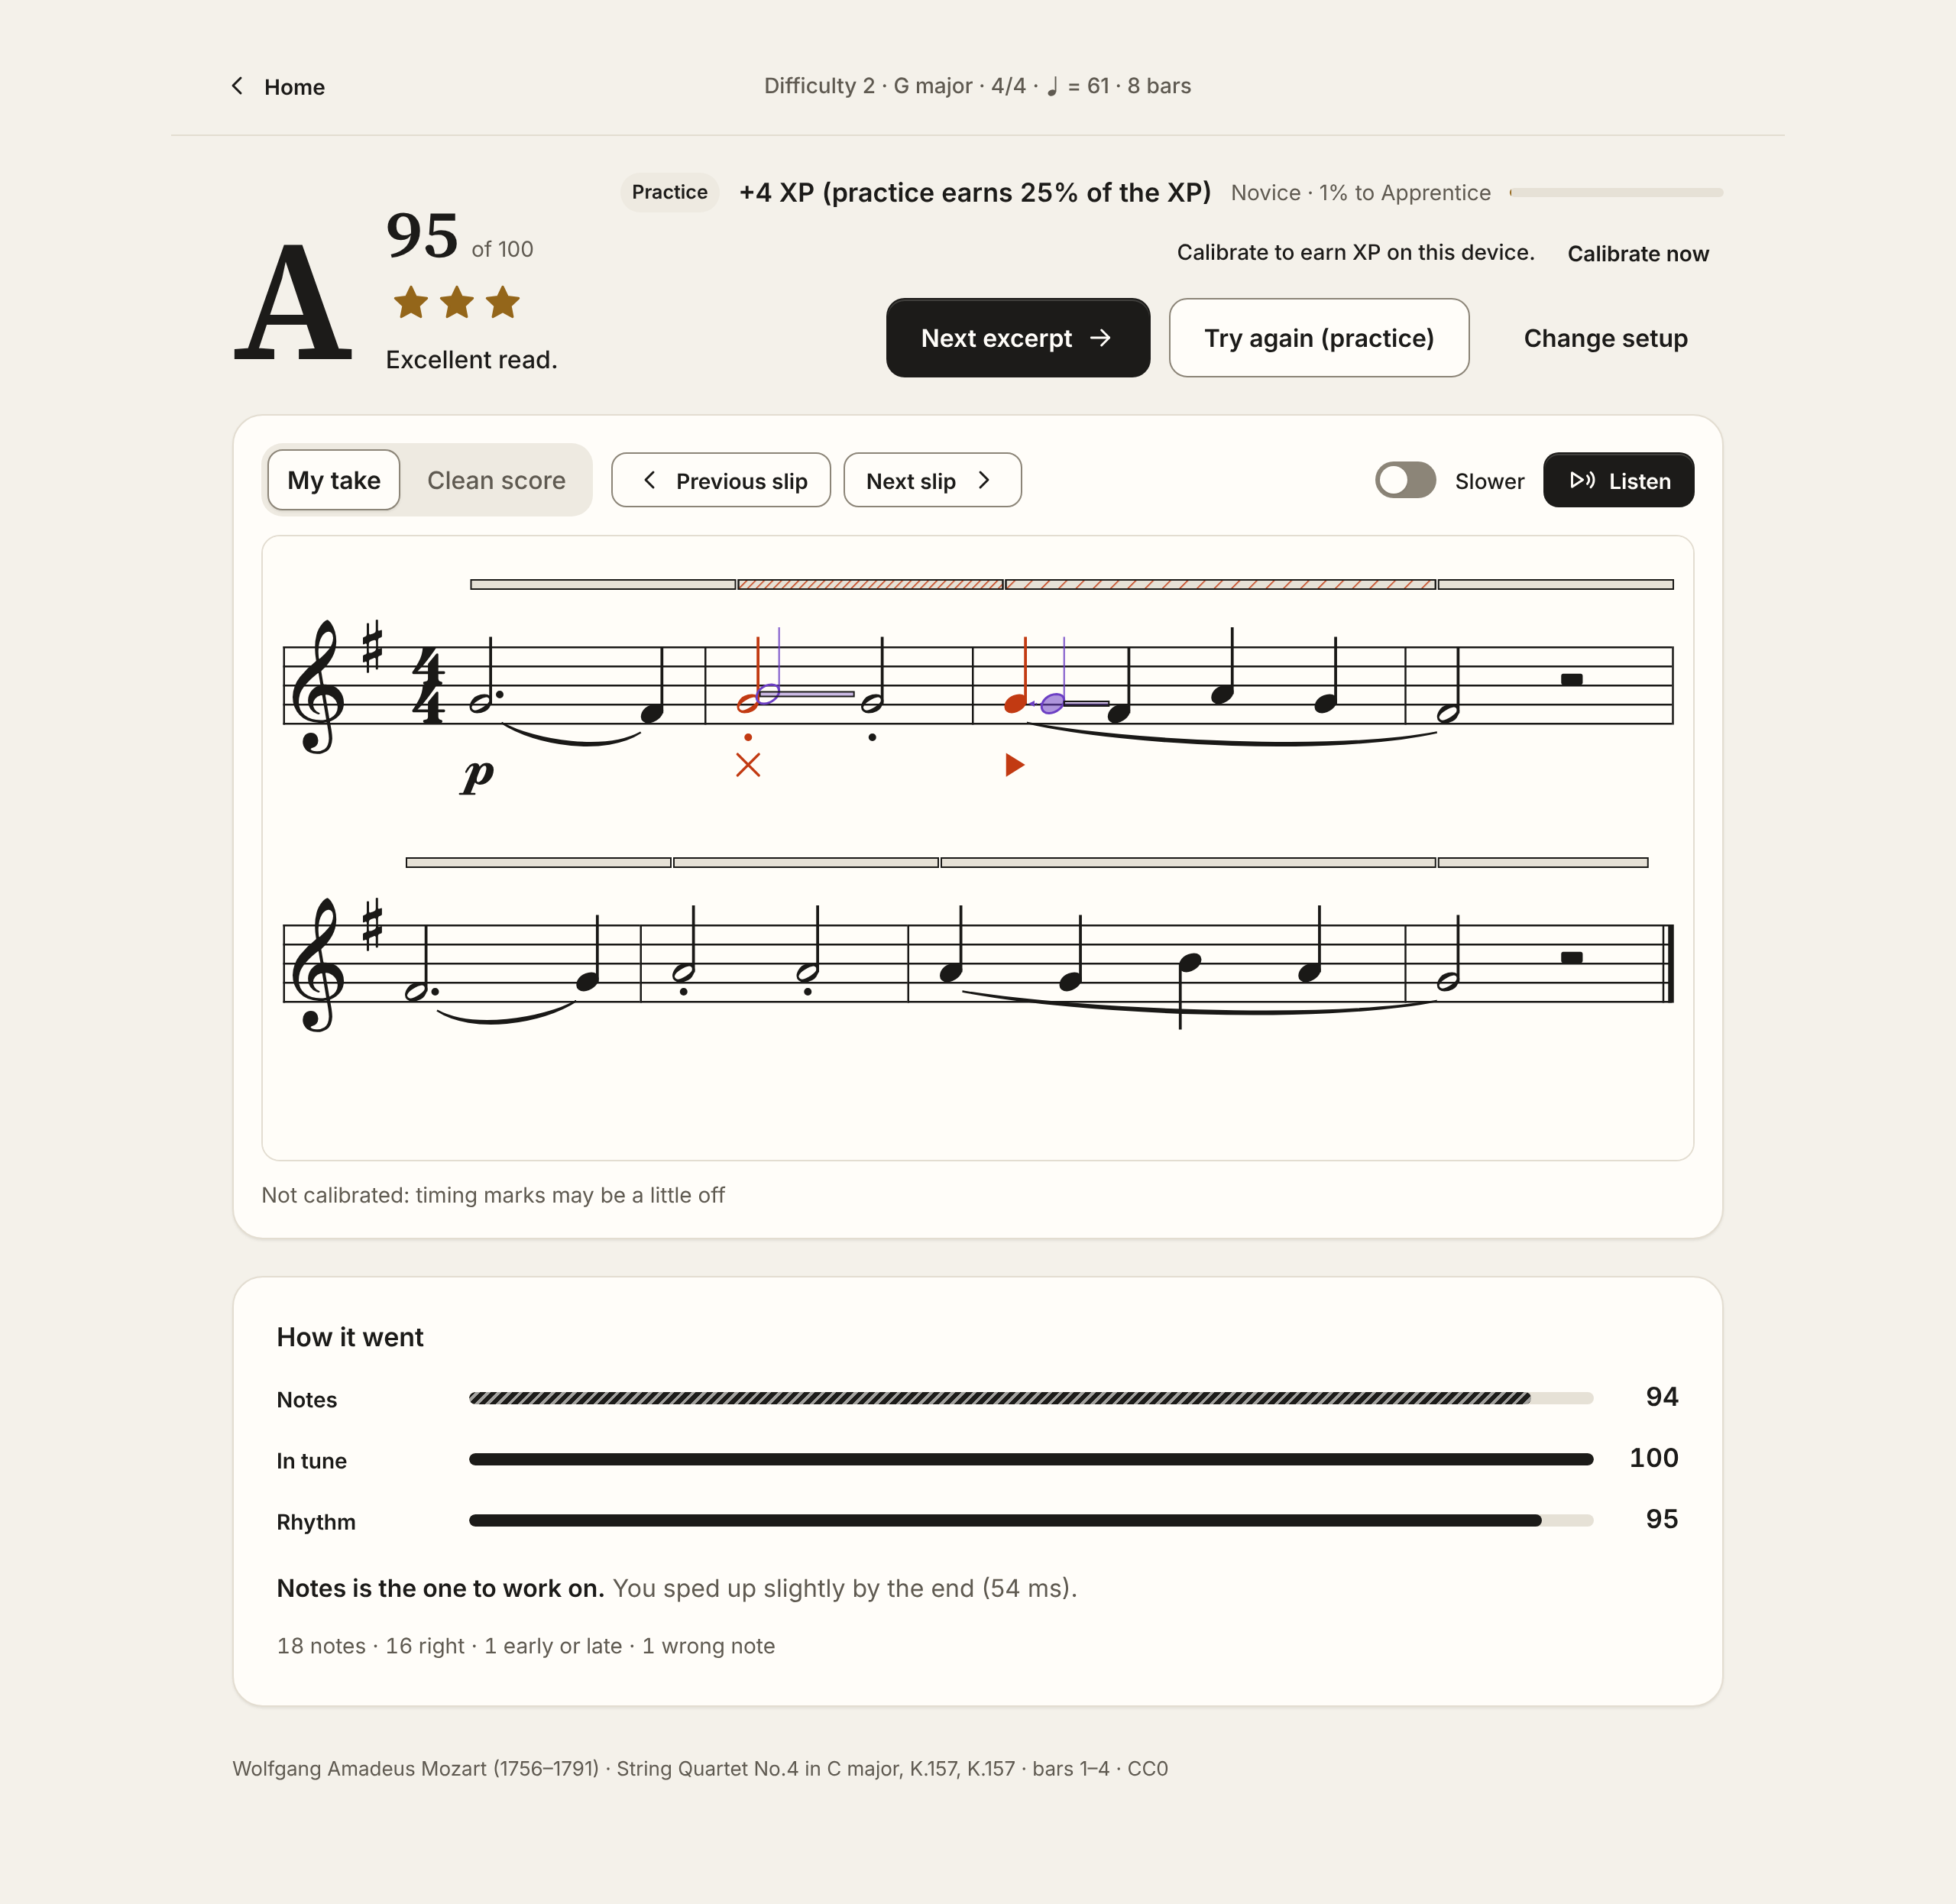 Home
Difficulty 2 · G major · 4/4 · ♩ = 61 · 8 bars
Practice +4 XP (practice earns 25% of the XP) Novice · 1% to Apprentice
A
95 of 100
Excellent read.
Calibrate to earn XP on this device. Calibrate now
Next excerpt → Try again (practice) Change setup
My take Clean score Previous slip Next slip Slower Listen
4
4
p
Not calibrated: timing marks may be a little off
How it went
Notes 94
In tune 100
Rhythm 95
Notes is the one to work on. You sped up slightly by the end (54 ms).
18 notes · 16 right · 1 early or late · 1 wrong note
Wolfgang Amadeus Mozart (1756–1791) · String Quartet No.4 in C major, K.157, K.157 · bars 1–4 · CC0